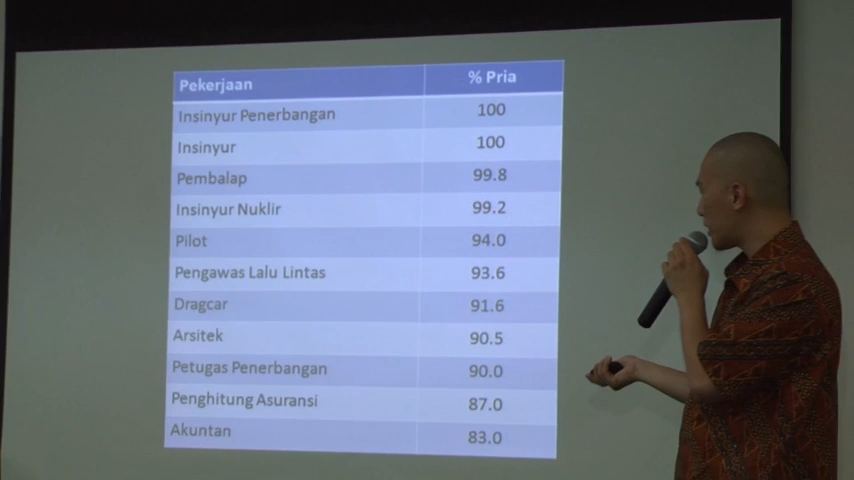 Pekerjaan % Pria
Insinyur Penerbangan 100
Insinyur 100
Pembalap 99.8
Insinyur Nuklir 99.2
Pilot 94.0
Pengawas Lalu Lintas 93.6
Dragcar 91.6
Arsitek 90.5
Petugas Penerbangan 90.0
Penghitung Asuransi 87.0
Akuntan 83.0